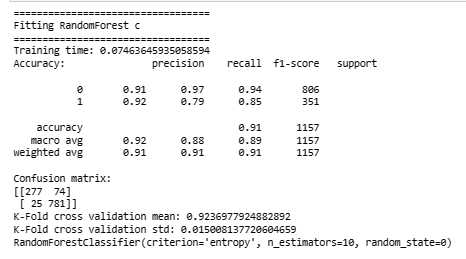 ==================================
Fitting RandomForest c
==================================
Training time: 0.07463645935058594
Accuracy: precision recall f1-score support
0 0.91 0.97 0.94 806
1 0.92 0.79 0.85 351
accuracy 0.91 1157
macro avg 0.92 0.88 0.89 1157
weighted avg 0.91 0.91 0.91 1157
Confusion matrix:
[[277 74]
[ 25 781]]
K-Fold cross validation mean: 0.9236977924882892
K-Fold cross validation std: 0.015008137720604659
RandomForestClassifier(criterion='entropy', n_estimators=10, random_state=0)